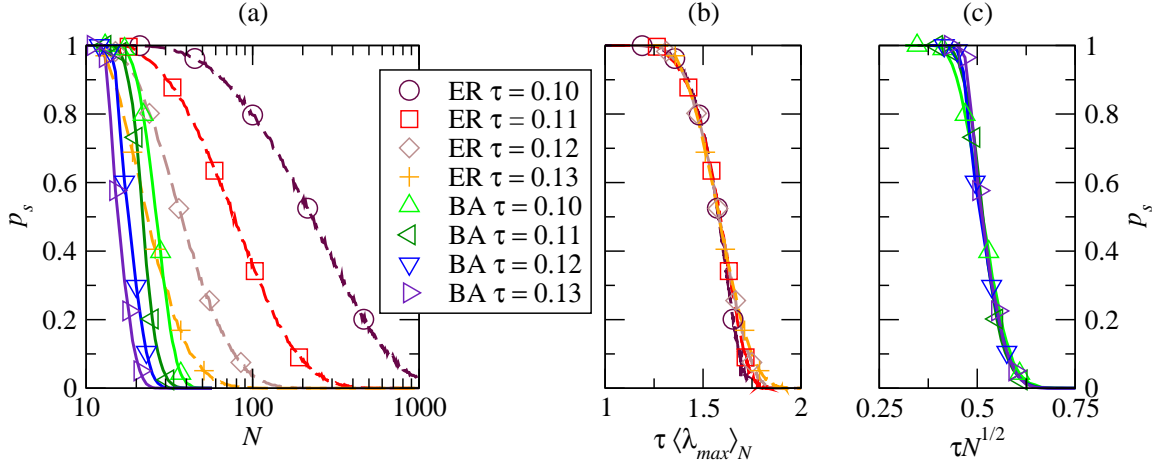 (a) (b) (c)
1
0.8
0.6
0.4
0.2
0
p_s
10 100 1000
N
ER τ = 0.10
ER τ = 0.11
ER τ = 0.12
ER τ = 0.13
BA τ = 0.10
BA τ = 0.11
BA τ = 0.12
BA τ = 0.13
1 1.5 2
τ ⟨λ_max⟩_N
0.25 0.5 0.75
τN^{1/2}
1
0.8
0.6
0.4
0.2
0
p_s